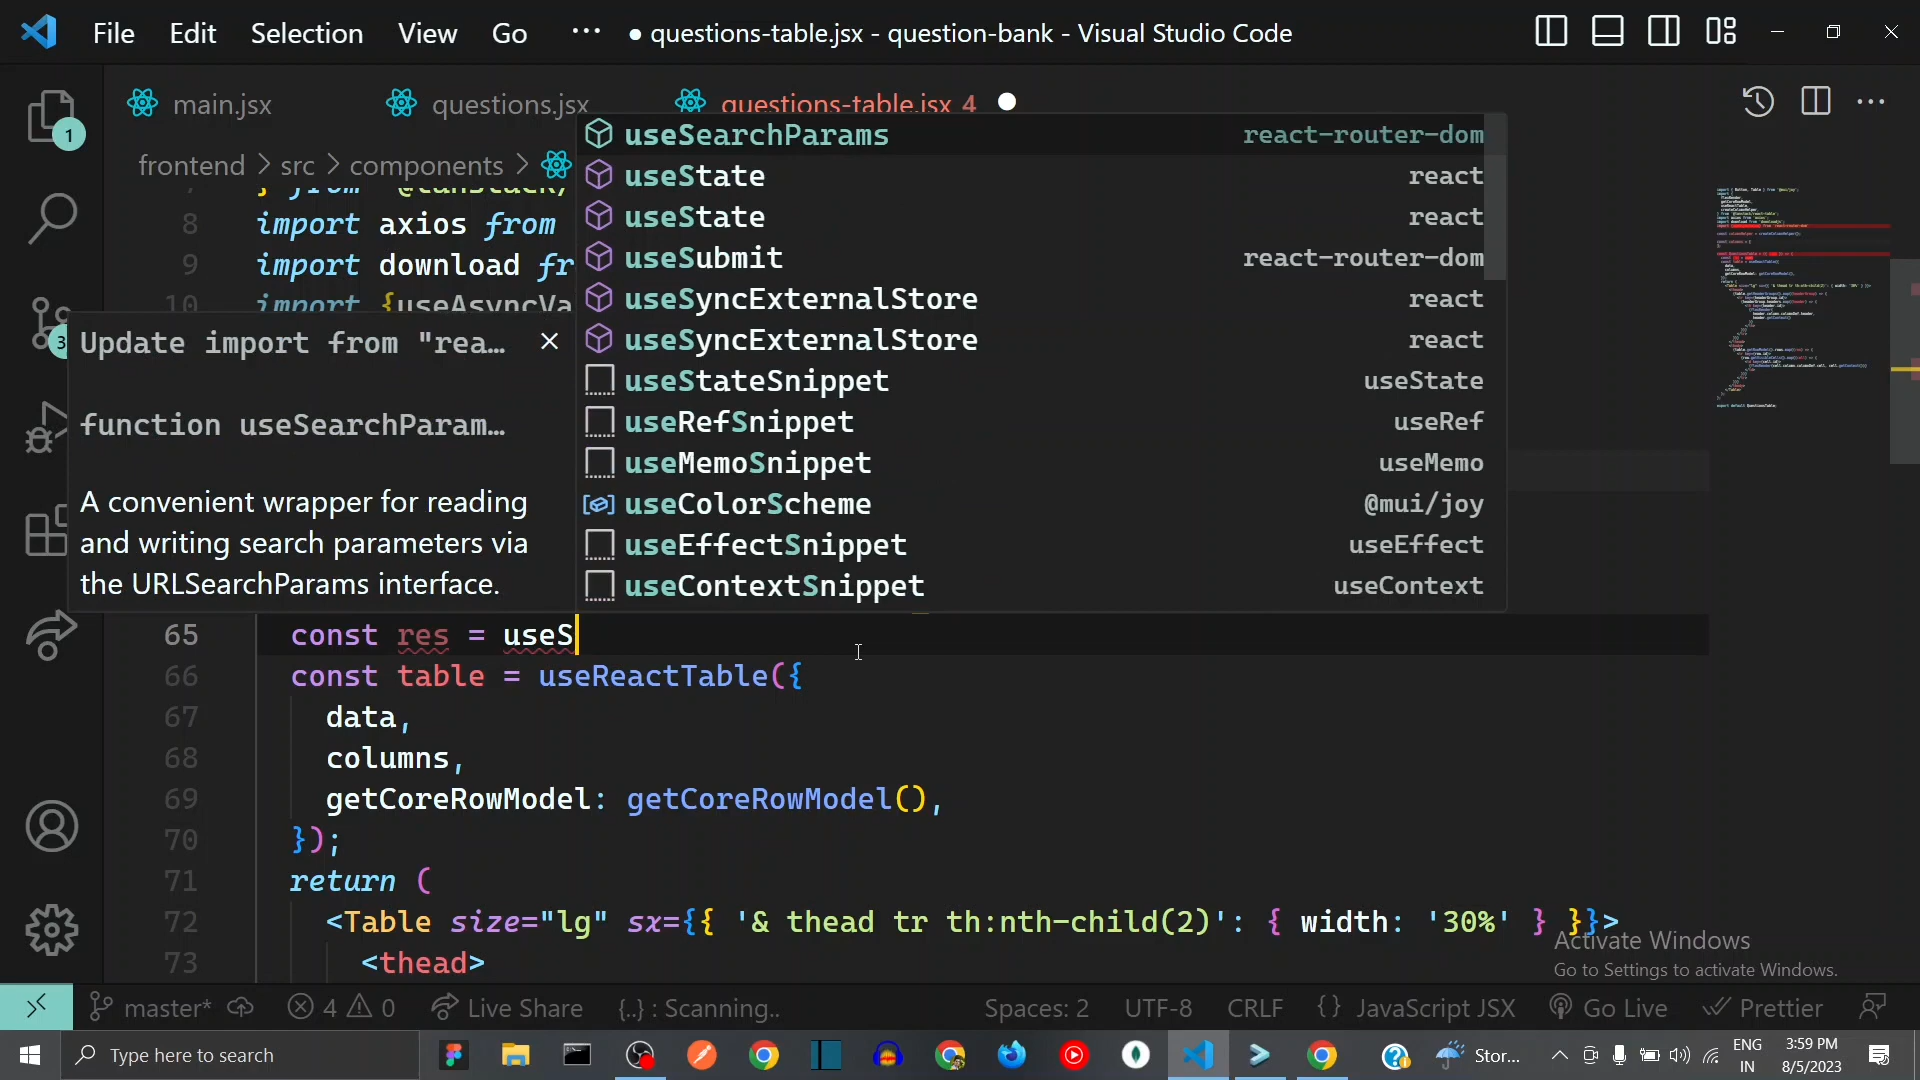 File Edit Selection View Go ··· ● questions-table.jsx - question-bank - Visual Studio Code
main.jsx questions.jsx questions-table.jsx 4
frontend > src > components >
8 import axios from
9 import download fr
10 import {useAsyncVa
useSearchParams react-router-dom
useState react
useState react
useSubmit react-router-dom
useSyncExternalStore react
useSyncExternalStore react
useStateSnippet useState
useRefSnippet useRef
useMemoSnippet useMemo
useColorScheme @mui/joy
useEffectSnippet useEffect
useContextSnippet useContext
1
3
Update import from "rea...
function useSearchParam...
A convenient wrapper for reading
and writing search parameters via
the URLSearchParams interface.
65 const res = useS
66 const table = useReactTable({
67 data,
68 columns,
69 getCoreRowModel: getCoreRowModel(),
70 });
71 return (
72 <Table size="lg" sx={{ '& thead tr th:nth-child(2)': { width: '30%' } }}>
73 <thead>
Activate Windows
Go to Settings to activate Windows.
master* 4 0 Live Share {..} : Scanning.. Spaces: 2 UTF-8 CRLF {} JavaScript JSX Go Live Prettier
Type here to search Stor... ENG IN 3:59 PM 8/5/2023